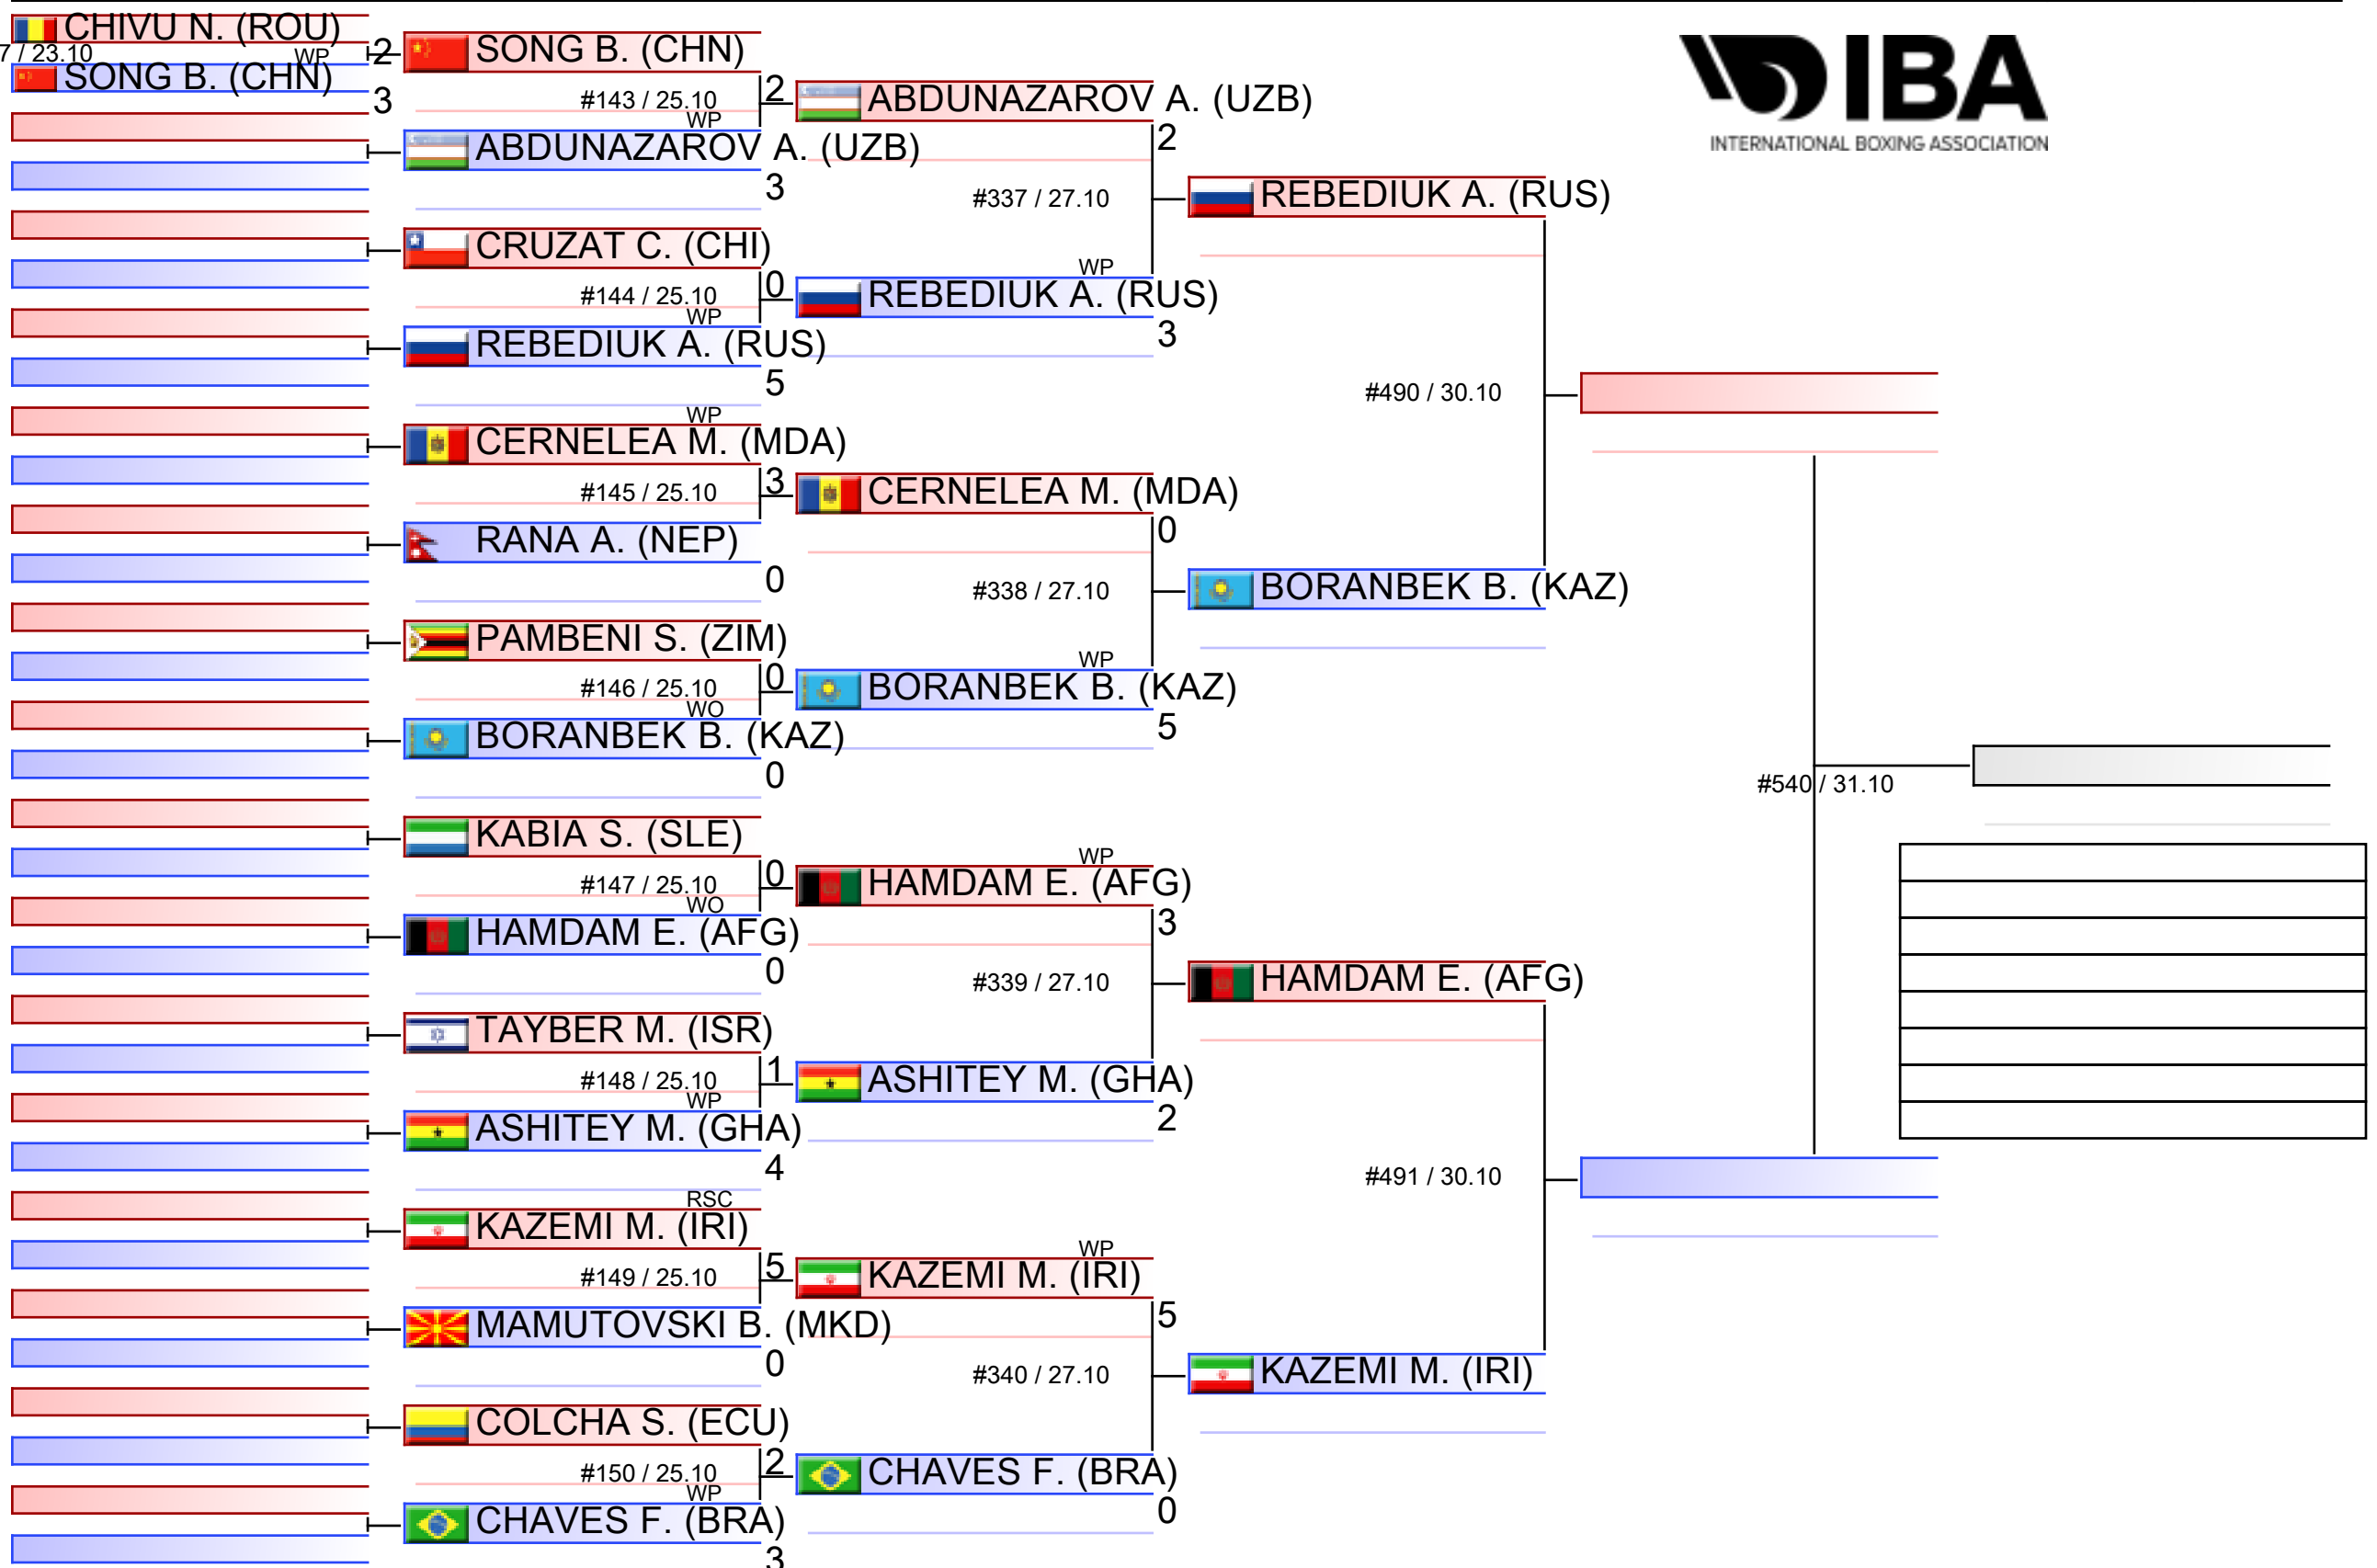 CHIVU N. (ROU)
7 / 23.10
WP
2
SONG B. (CHN)
3
SONG B. (CHN)
2
#143 / 25.10
WP
ABDUNAZAROV A. (UZB)
3
CRUZAT C. (CHI)
0
#144 / 25.10
WP
REBEDIUK A. (RUS)
5
WP
CERNELEA M. (MDA)
3
#145 / 25.10
RANA A. (NEP)
0
PAMBENI S. (ZIM)
0
#146 / 25.10
WO
BORANBEK B. (KAZ)
0
KABIA S. (SLE)
0
#147 / 25.10
WO
HAMDAM E. (AFG)
0
TAYBER M. (ISR)
1
#148 / 25.10
WP
ASHITEY M. (GHA)
4
RSC
KAZEMI M. (IRI)
5
#149 / 25.10
MAMUTOVSKI B. (MKD)
0
COLCHA S. (ECU)
2
#150 / 25.10
WP
CHAVES F. (BRA)
3
ABDUNAZAROV A. (UZB)
2
#337 / 27.10
WP
REBEDIUK A. (RUS)
3
CERNELEA M. (MDA)
0
#338 / 27.10
WP
BORANBEK B. (KAZ)
5
WP
HAMDAM E. (AFG)
3
#339 / 27.10
ASHITEY M. (GHA)
2
WP
KAZEMI M. (IRI)
5
#340 / 27.10
CHAVES F. (BRA)
0
REBEDIUK A. (RUS)
#490 / 30.10
BORANBEK B. (KAZ)
HAMDAM E. (AFG)
#491 / 30.10
KAZEMI M. (IRI)
#540 / 31.10
IBA
INTERNATIONAL BOXING ASSOCIATION